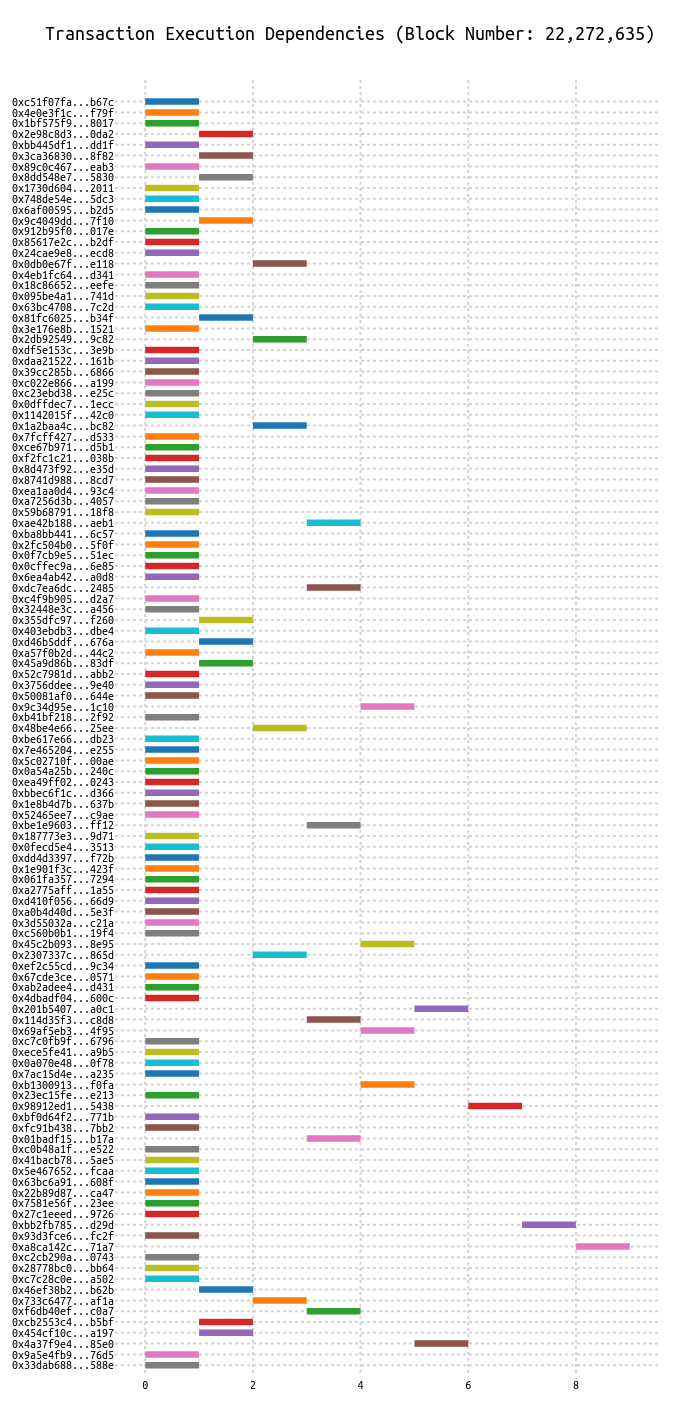 Transaction Execution Dependencies (Block Number: 22,272,635)
0xc51f07fa...b67c
0x4e0e3f1c...f79f
0x1bf575f9...8017
0x2e98c8d3...0da2
0xbb445df1...dd1f
0x3ca36830...8f82
0x89c0c467...eab3
0x8dd548e7...5830
0x1730d604...2011
0x748de54e...5dc3
0x6af00595...b2d5
0x9c4049dd...7f10
0x912b95f0...017e
0x85617e2c...b2df
0x24cae9e8...ecd8
0x0db0e67f...e118
0x4eb1fc64...d341
0x18c86652...eefe
0x095be4a1...741d
0x63bc4708...7c2d
0x81fc6025...b34f
0x3e176e8b...1521
0x2db92549...9c82
0xdf5e153c...3e9b
0xdaa21522...161b
0x39cc285b...6866
0xc022e866...a199
0xc23ebd38...e25c
0x0dffdec7...1ecc
0x1142015f...42c0
0x1a2baa4c...bc82
0x7fcff427...d533
0xce67b971...d5b1
0xf2fc1c21...038b
0x8d473f92...e35d
0x8741d988...8cd7
0xea1aa0d4...93c4
0xa7256d3b...4057
0x59b68791...18f8
0xae42b188...aeb1
0xba8bb441...6c57
0x2fc504b0...5f0f
0x0f7cb9e5...51ec
0x0cffec9a...6e85
0x6ea4ab42...a0d8
0xdc7ea6dc...2485
0xc4f9b905...d2a7
0x32448e3c...a456
0x355dfc97...f260
0x403ebdb3...dbe4
0xd46b5ddf...676a
0xa57f0b2d...44c2
0x45a9d86b...83df
0x52c7981d...abb2
0x3756ddee...9e40
0x50081af0...644e
0x9c34d95e...1c10
0xb41bf218...2f92
0x48be4e66...25ee
0xbe617e66...db23
0x7e465204...e255
0x5c02710f...00ae
0x0a54a25b...240c
0xea49ff02...0243
0xbbec6f1c...d366
0x1e8b4d7b...637b
0x52465ee7...c9ae
0xbe1e9603...ff12
0x187773e3...9d71
0x0fecd5e4...3513
0xdd4d3397...f72b
0x1e901f3c...423f
0x061fa357...7294
0xa2775aff...1a55
0xd410f056...66d9
0xa0b4d40d...5e3f
0x3d55032a...c21a
0xc560b0b1...19f4
0x45c2b093...8e95
0x2307337c...865d
0xef2c55cd...9c34
0x67cde3ce...0571
0xab2adee4...d431
0x4dbadf04...600c
0x201b5407...a0c1
0x114d35f3...c8d8
0x69af5eb3...4f95
0xc7c0fb9f...6796
0xece5fe41...a9b5
0x0a070e48...0f78
0x7ac15d4e...a235
0xb1300913...f0fa
0x23ec15fe...e213
0x98912ed1...5438
0xbf0d64f2...771b
0xfc91b438...7bb2
0x01badf15...b17a
0xc0b48a1f...e522
0x41bacb78...5ae5
0x5e467652...fcaa
0x63bc6a91...608f
0x22b89d87...ca47
0x7581e56f...23ee
0x27c1eeed...9726
0xbb2fb785...d29d
0x93d3fce6...fc2f
0xa8ca142c...71a7
0xc2cb290a...0743
0x28778bc0...bb64
0xc7c28c0e...a502
0x46ef38b2...b62b
0x733c6477...af1a
0xf6db40ef...c0a7
0xcb2553c4...b5bf
0x454cf10c...a197
0x4a37f9e4...85e0
0x9a5e4fb9...76d5
0x33dab688...588e
0 2 4 6 8